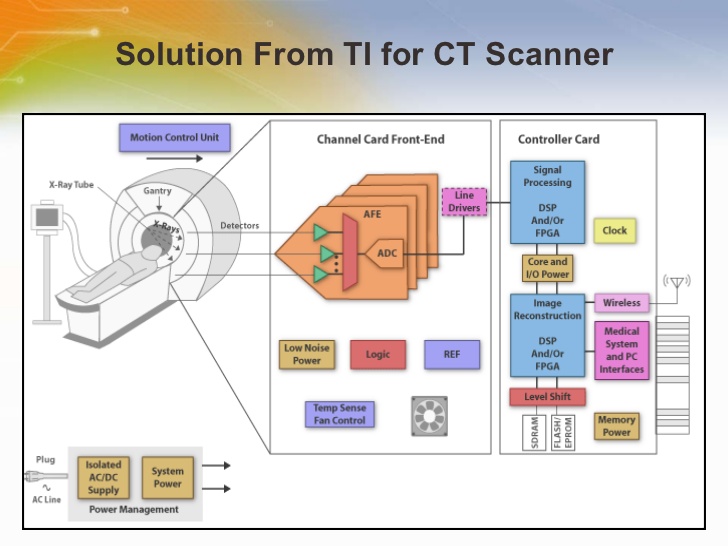 Solution From TI for CT Scanner
Motion Control Unit
X-Ray Tube
Gantry
X-Rays
Detectors
Channel Card Front-End
AFE
ADC
Line
Drivers
Low Noise
Power
Logic
REF
Temp Sense
Fan Control
Controller Card
Signal
Processing
DSP
And/Or
FPGA
Clock
Core and
I/O Power
Image
Reconstruction
DSP
And/Or
FPGA
Wireless
Medical
System
and PC
Interfaces
Level Shift
SDRAM
FLASH/
EPROM
Memory
Power
Plug
AC Line
Isolated
AC/DC
Supply
System
Power
Power Management